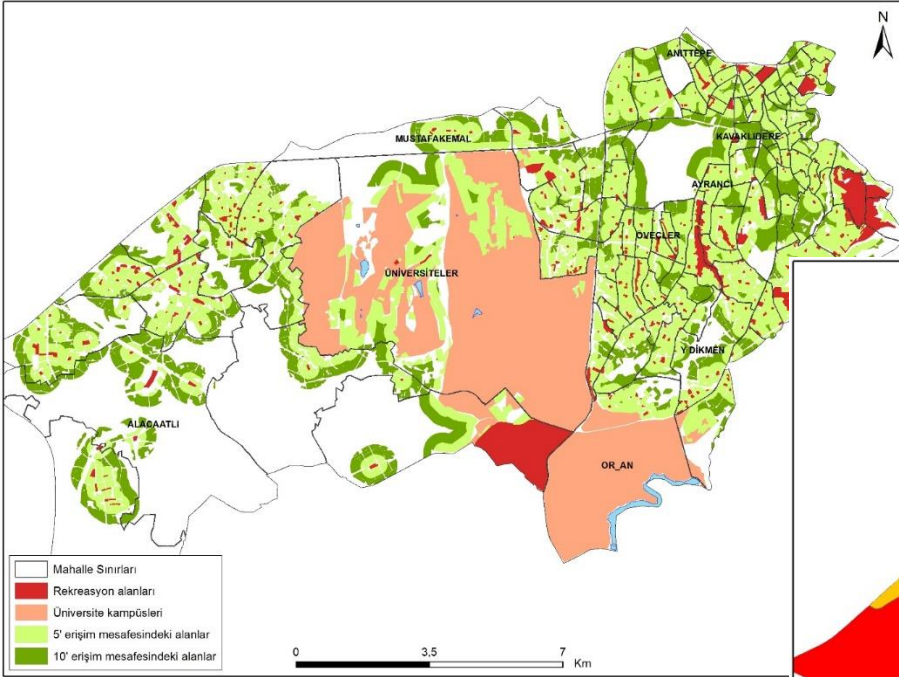 N
ANITTEPE
MUSTAFAKEMAL
KAVAKLIDERE
AYRANCI
ÖVEÇLER
ÜNİVERSİTELER
Y DİKMEN
ALACAATLI
OR_AN
Mahalle Sınırları
Rekreasyon alanları
Üniversite kampüsleri
5' erişim mesafesindeki alanlar
10' erişim mesafesindeki alanlar
0 3,5 7
Km